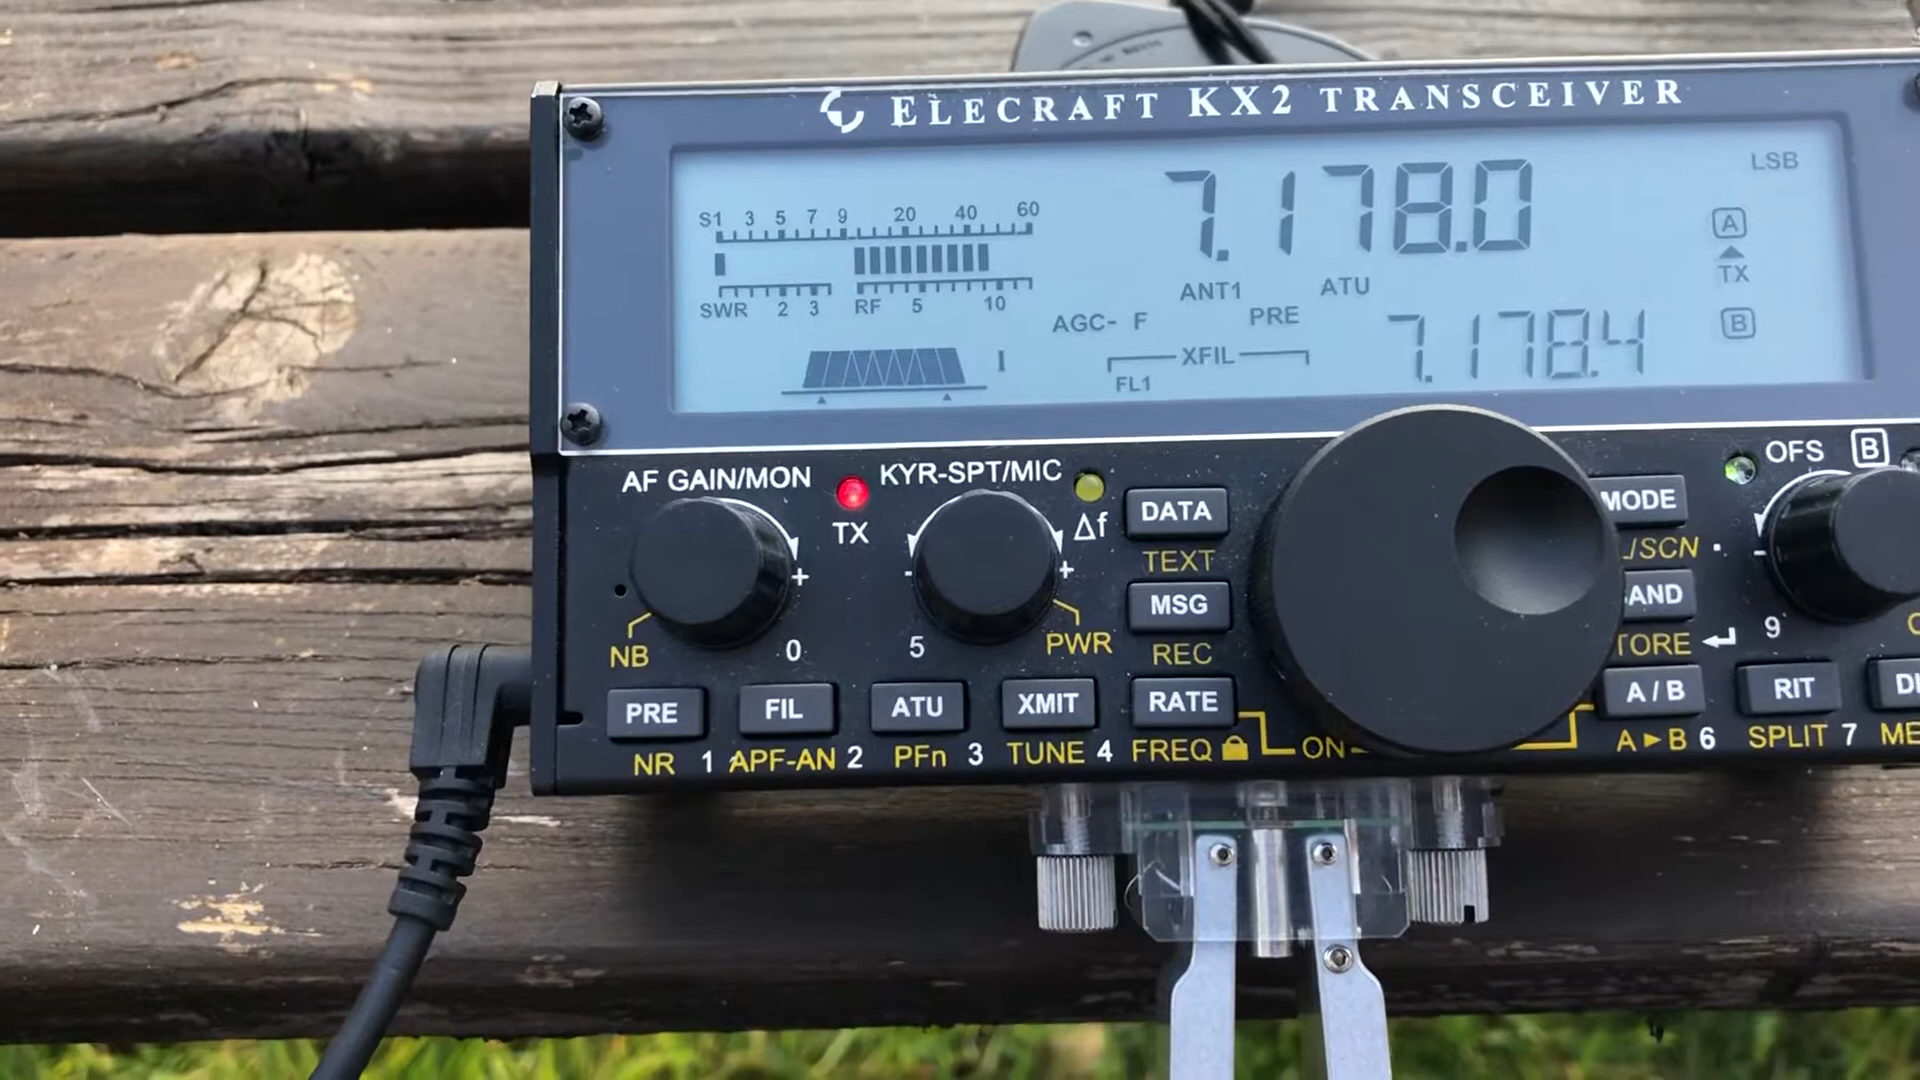 ELECRAFT KX2 TRANSCEIVER
LSB
S1 3 5 7 9 20 40 60
7.178.0
A
TX
SWR 2 3 RF 5 10
ANT1 ATU
AGC- F PRE
7.178.4
B
XFIL
FL1
I
AF GAIN/MON
TX
KYR-SPT/MIC
Δf
DATA
TEXT
MODE
/SCN
OFS B
- + - + -
MSG
REC
AND
TORE
NB 0 5 PWR 9
PRE FIL ATU XMIT RATE A/B RIT
NR 1 APF-AN 2 PFn 3 TUNE 4 FREQ ON A▶B 6 SPLIT 7